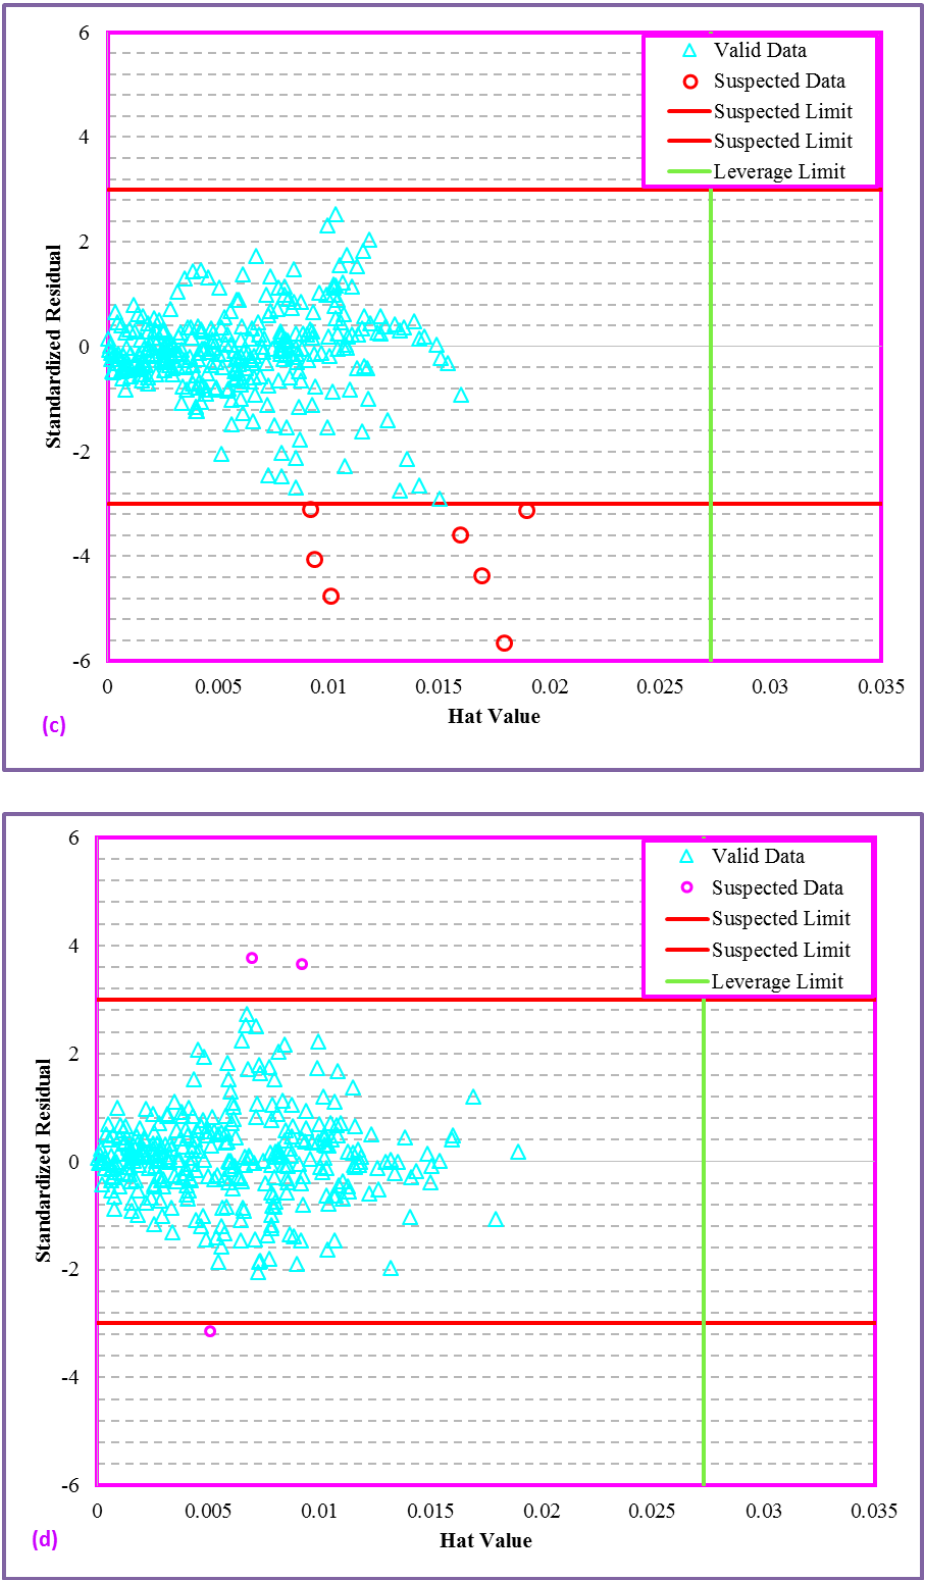 6
Valid Data
Suspected Data
Suspected Limit
Suspected Limit
Leverage Limit
4
2
0
-2
-4
-6
Standardized Residual
0 0.005 0.01 0.015 0.02 0.025 0.03 0.035
Hat Value
(c)
6
Valid Data
Suspected Data
Suspected Limit
Suspected Limit
Leverage Limit
4
2
0
-2
-4
-6
Standardized Residual
0 0.005 0.01 0.015 0.02 0.025 0.03 0.035
Hat Value
(d)